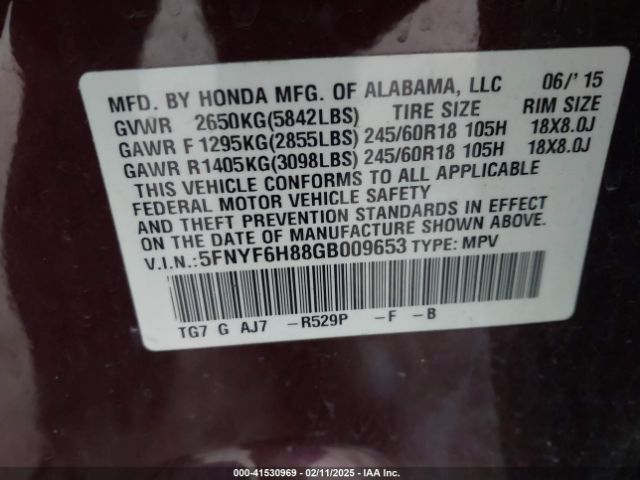 MFD. BY HONDA MFG. OF ALABAMA, LLC 06/'15
GVWR 2650KG(5842LBS) TIRE SIZE RIM SIZE
GAWR F 1295KG(2855LBS) 245/60R18 105H 18X8.0J
GAWR R1405KG(3098LBS) 245/60R18 105H 18X8.0J
THIS VEHICLE CONFORMS TO ALL APPLICABLE
FEDERAL MOTOR VEHICLE SAFETY
AND THEFT PREVENTION STANDARDS IN EFFECT
ON THE DATE OF MANUFACTURE SHOWN ABOVE.
V.I.N.:5FNYF6H88GB009653 TYPE: MPV
TG7 G AJ7 -R529P -F -B
000-41530969 - 02/11/2025 - IAA Inc.